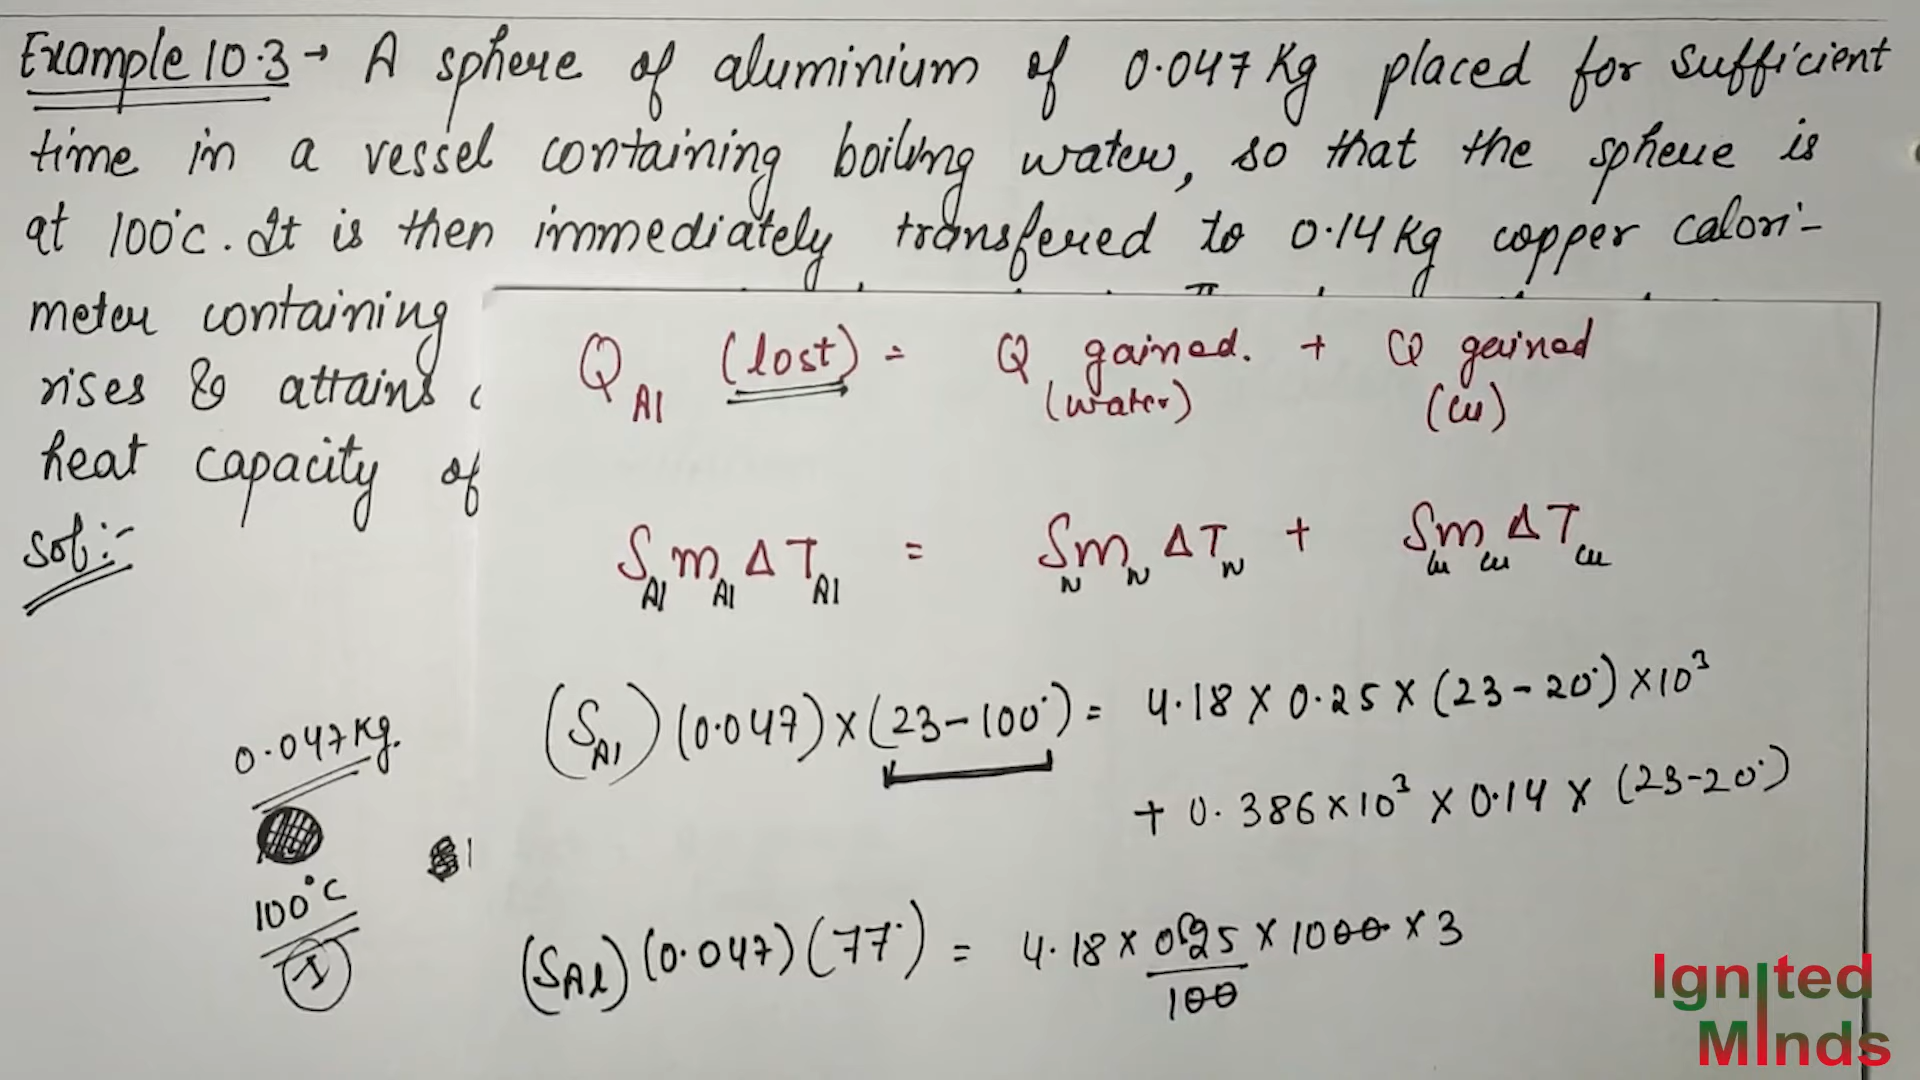 Example 10.3 → A sphere of aluminium of 0.047 Kg placed for sufficient
time in a vessel containing boiling water, so that the sphere is
at 100°C. It is then immediately transfered to 0.14 Kg copper calori-
meter containing
rises & attains
heat capacity of
Sol:-
Q Al (lost) = Q gained. (water) + Q gained (Cu)
S Al m Al ΔT Al = S w m w ΔT w + S cu m cu ΔT cu
(S Al) (0.047) × (23 - 100°) = 4.18 × 0.25 × (23 - 20°) × 10³
+ 0.386 × 10³ × 0.14 × (23-20°)
(S Al) (0.047) (77°) = 4.18 × 025 × 1000 × 3
100
0.047 Kg.
100°C
Ignited
Minds